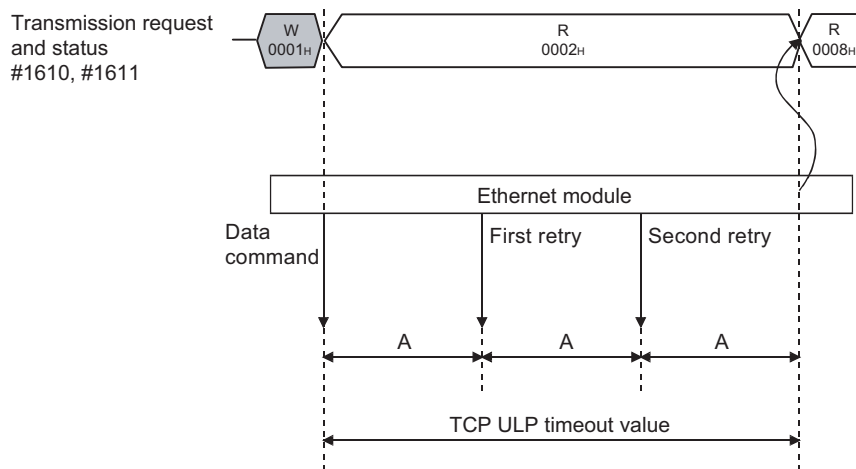 Transmission request
and status
#1610, #1611
W
0001H
R
0002H
R
0008H
Ethernet module
Data
command
First retry
Second retry
A
A
A
TCP ULP timeout value